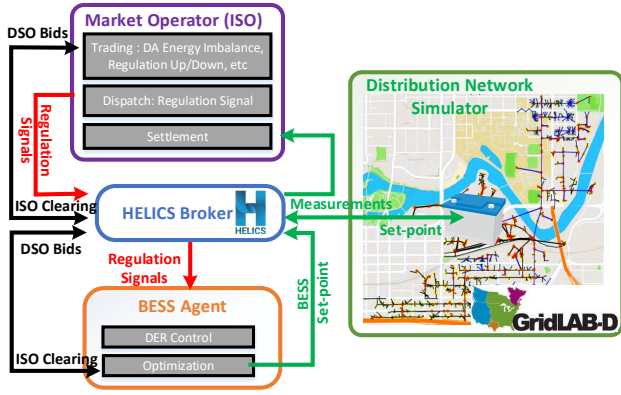 Market Operator (ISO)
DSO Bids
Trading : DA Energy Imbalance,
Regulation Up/Down, etc
Dispatch: Regulation Signal
Settlement
Regulation
Signals
ISO Clearing
DSO Bids
HELICS Broker
HELICS
Measurements
Set-point
Regulation
Signals
BESS
Set-point
BESS Agent
DER Control
Optimization
ISO Clearing
Distribution Network
Simulator
GridLAB-D